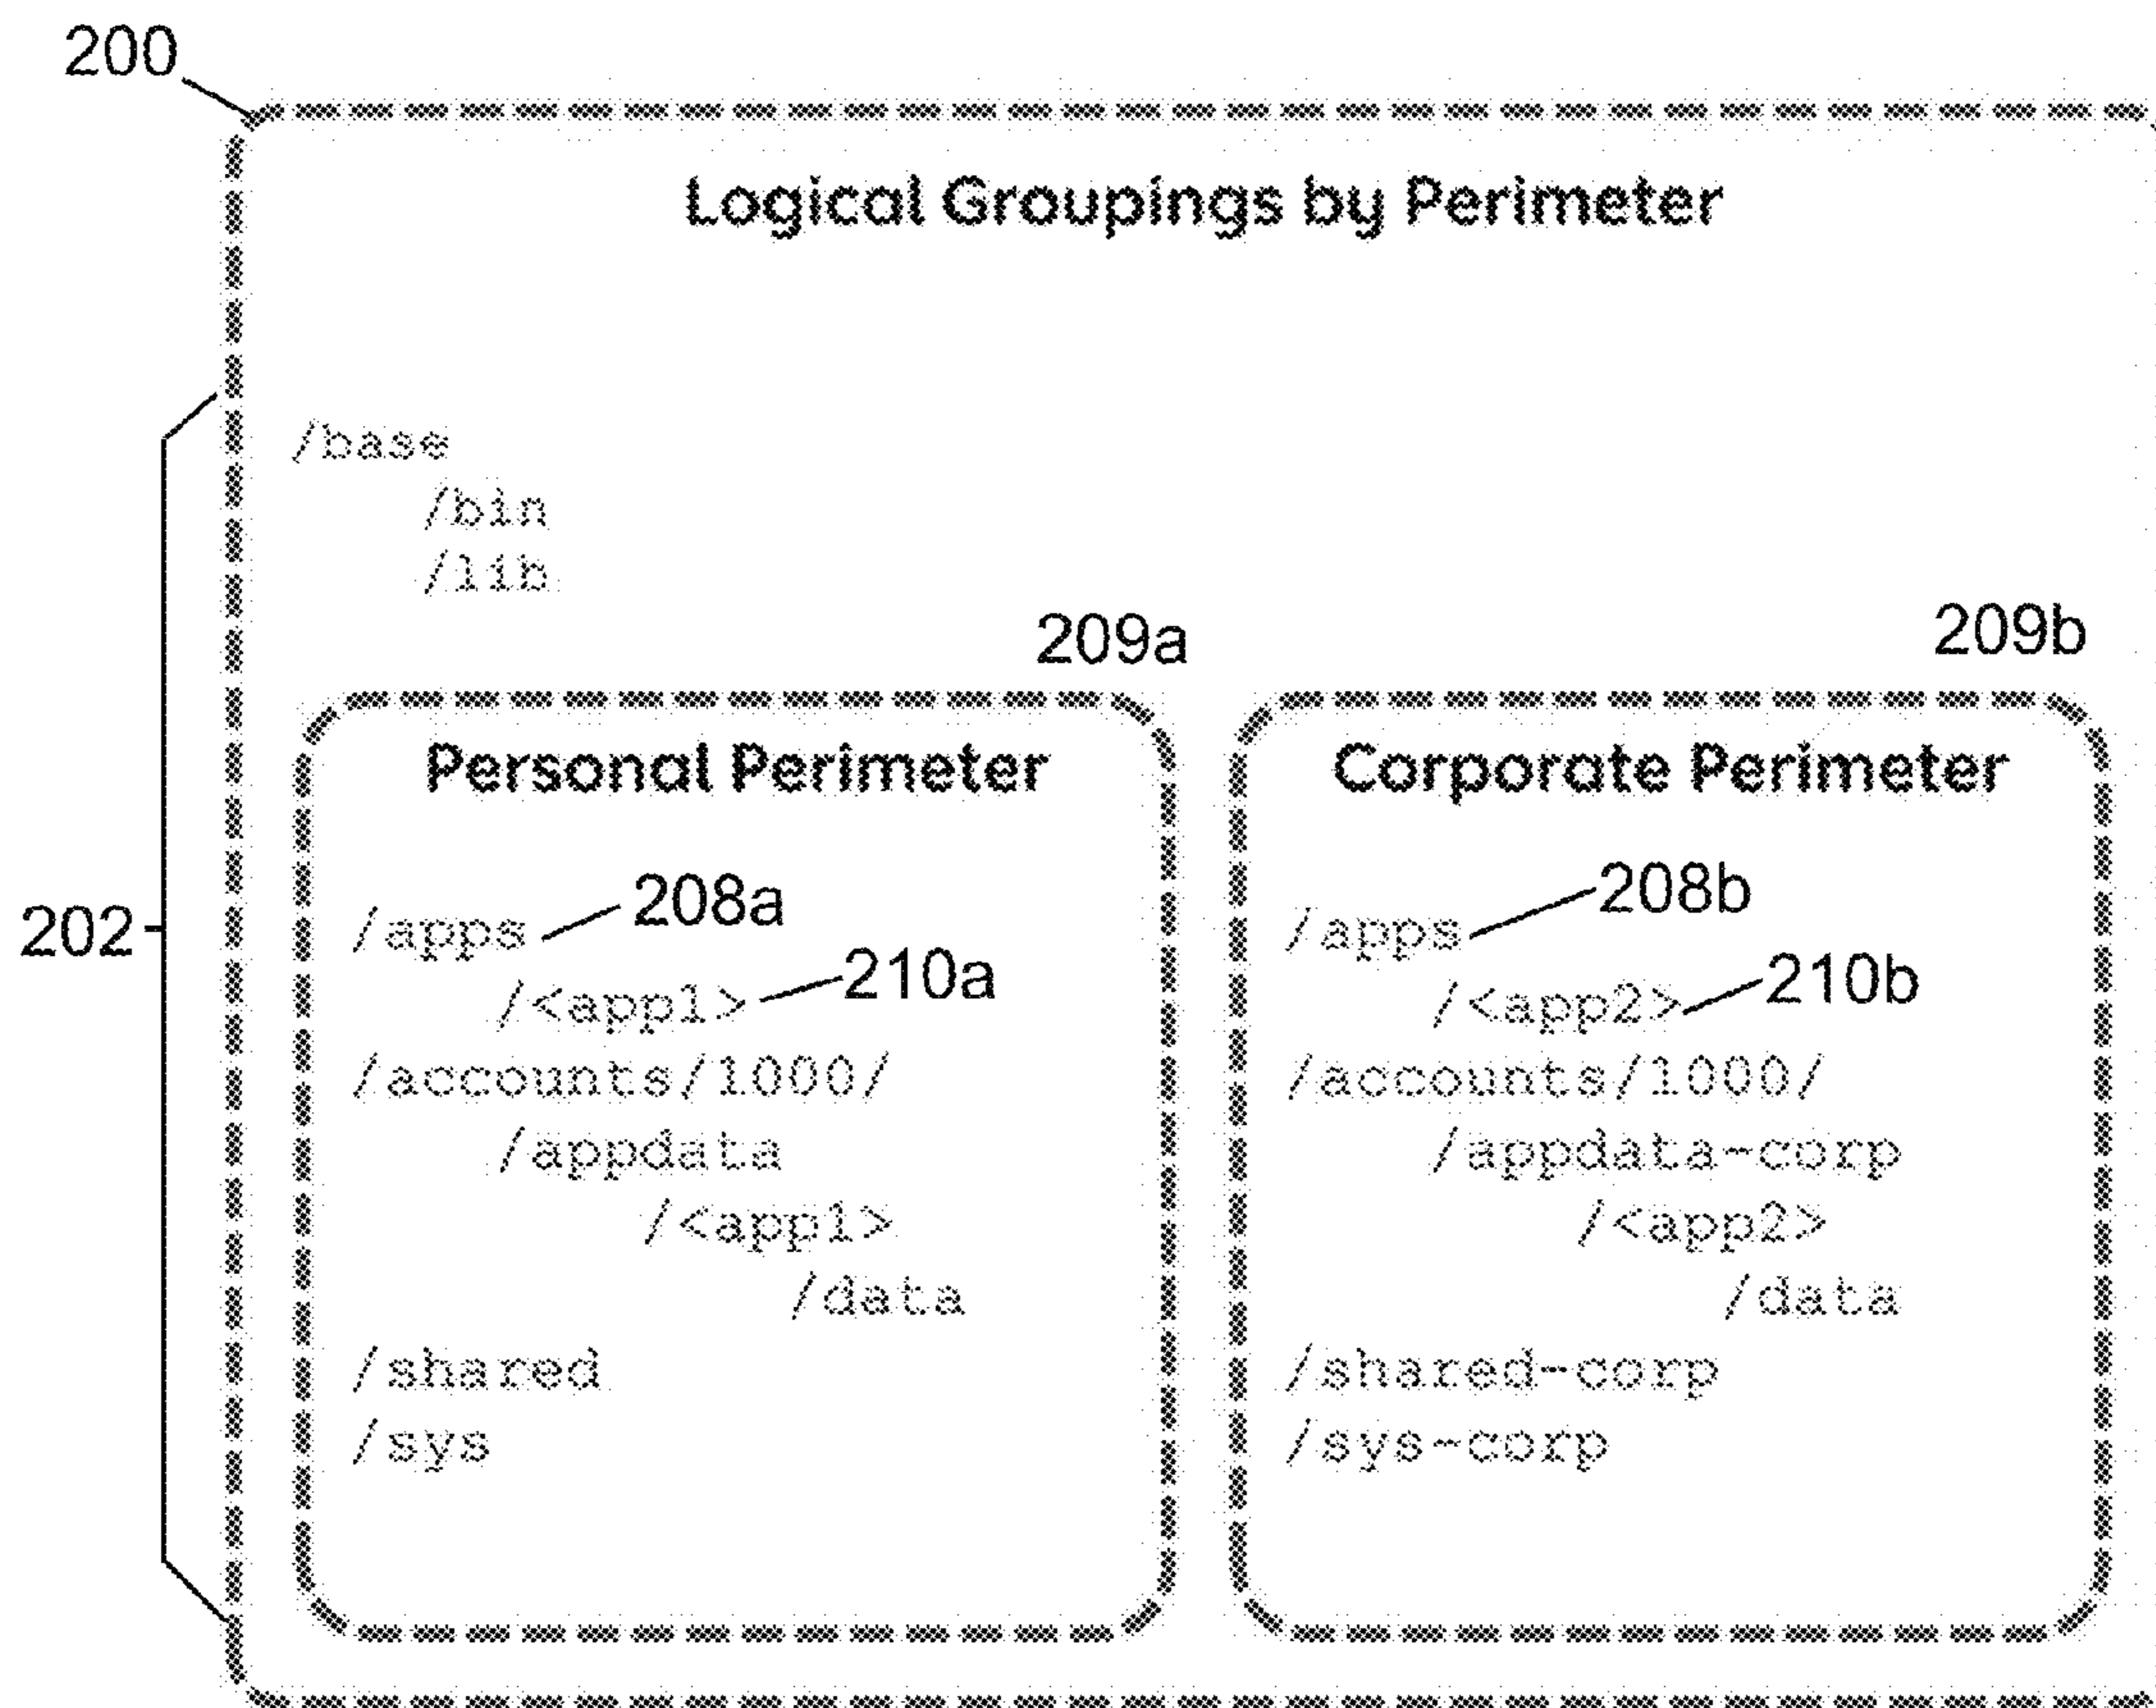 200
Logical Groupings by Perimeter
/base
/bin
/lib
209a
209b
202
Personal Perimeter
/apps 208a
/<app1> 210a
/accounts/1000/
/appdata
/<app1>
/data
/shared
/sys
Corporate Perimeter
/apps 208b
/<app2> 210b
/accounts/1000/
/appdata-corp
/<app2>
/data
/shared-corp
/sys-corp